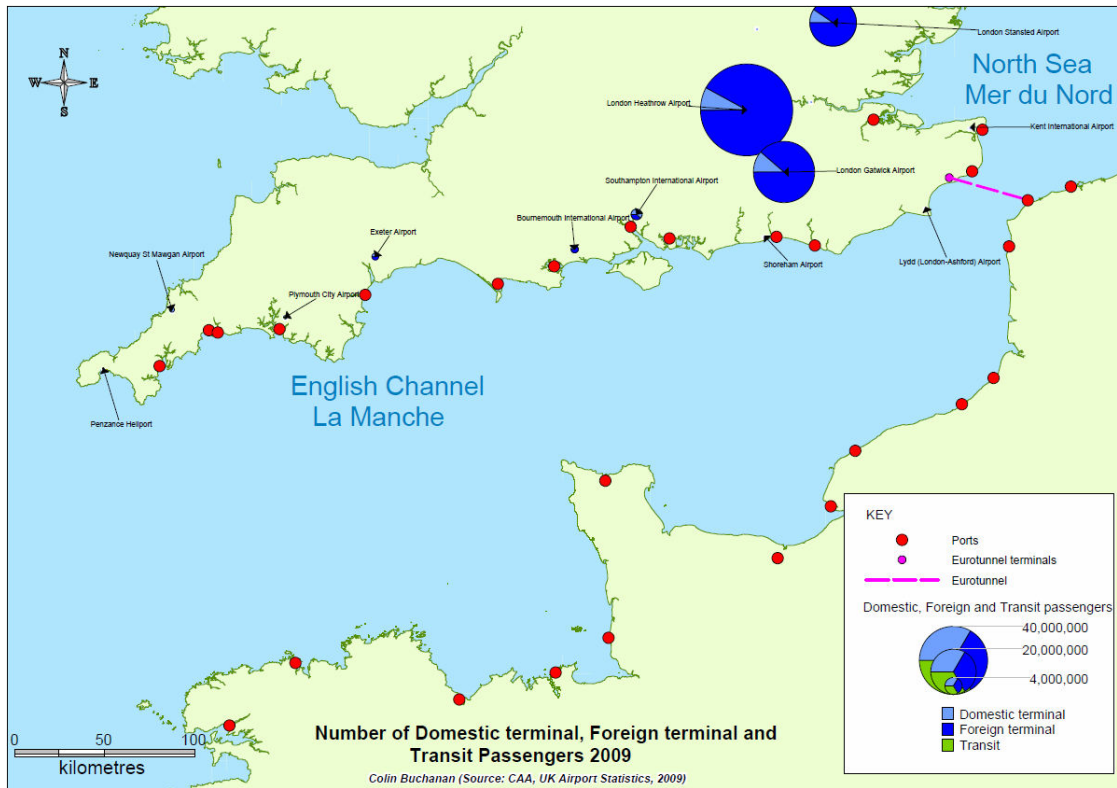 London Stansted Airport
N
W E
S
North Sea
Mer du Nord
London Heathrow Airport
Kent International Airport
London Gatwick Airport
Southampton International Airport
Bournemouth International Airport
Exeter Airport
Newquay St Mawgan Airport
Shoreham Airport
Lydd (London-Ashford) Airport
Plymouth City Airport
English Channel
La Manche
Penzance Heliport
KEY
Ports
Eurotunnel terminals
Eurotunnel
Domestic, Foreign and Transit passengers
40,000,000
20,000,000
4,000,000
Domestic terminal
Foreign terminal
Transit
0 50 100
kilometres
Number of Domestic terminal, Foreign terminal and
Transit Passengers 2009
Colin Buchanan (Source: CAA, UK Airport Statistics, 2009)